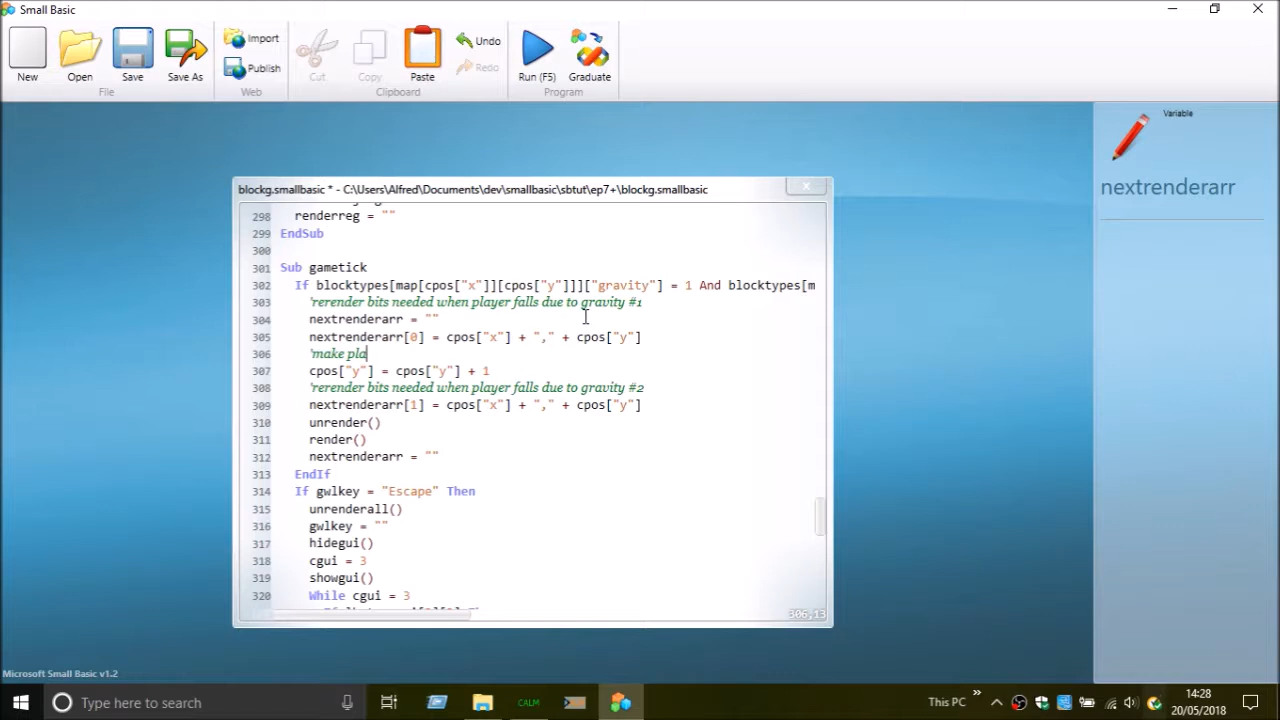 Small Basic
New
Open
Save
Save As
File
Import
Publish
Web
Cut
Copy
Paste
Undo
Redo
Clipboard
Run (F5)
Graduate
Program
Variable
nextrenderarr
blockg.smallbasic * - C:\Users\Alfred\Documents\dev\smallbasic\sbtut\ep7+\blockg.smallbasic
298 renderreg = ""
299 EndSub
300
301 Sub gametick
302 If blocktypes[map[cpos["x"]][cpos["y"]]]["gravity"] = 1 And blocktypes[m
303 'rerender bits needed when player falls due to gravity #1
304 nextrenderarr = ""
305 nextrenderarr[0] = cpos["x"] + "," + cpos["y"]
306 'make pla
307 cpos["y"] = cpos["y"] + 1
308 'rerender bits needed when player falls due to gravity #2
309 nextrenderarr[1] = cpos["x"] + "," + cpos["y"]
310 unrender()
311 render()
312 nextrenderarr = ""
313 EndIf
314 If gwlkey = "Escape" Then
315 unrenderall()
316 gwlkey = ""
317 hidegui()
318 cgui = 3
319 showgui()
320 While cgui = 3
306,13
Microsoft Small Basic v1.2
Type here to search
CALM
This PC
14:28
20/05/2018